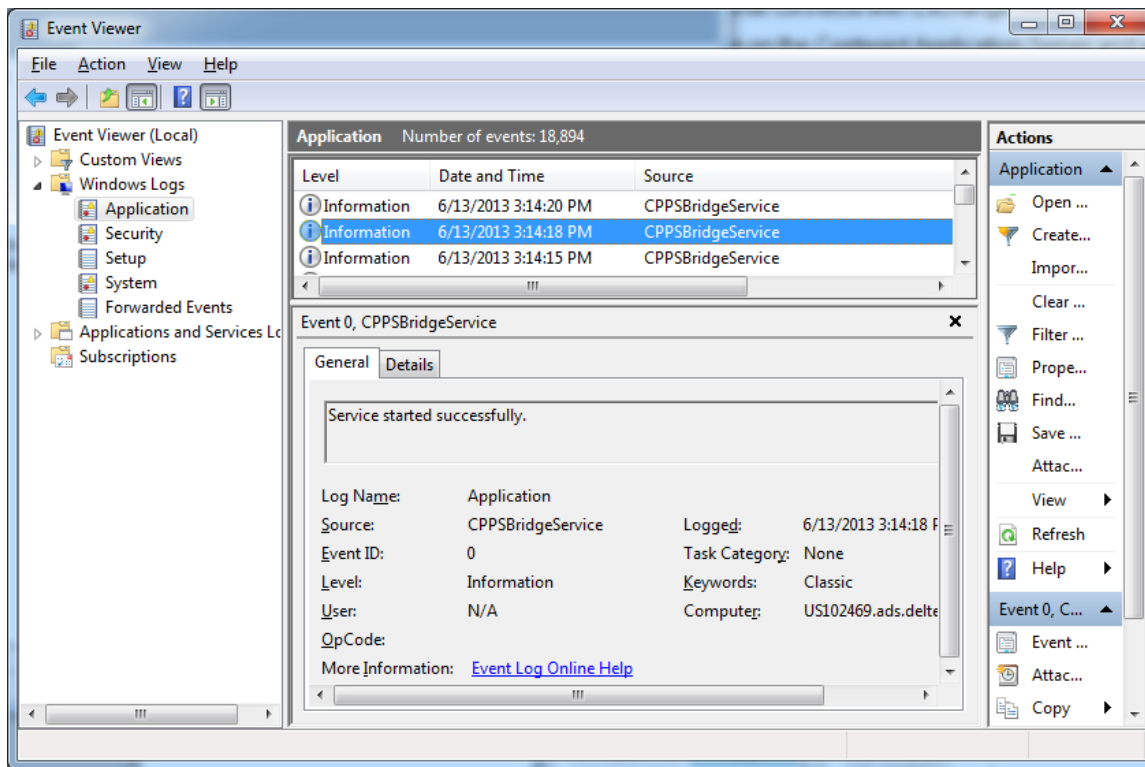 Event Viewer
File Action View Help
Event Viewer (Local)
Custom Views
Windows Logs
Application
Security
Setup
System
Forwarded Events
Applications and Services Lc
Subscriptions
Application Number of events: 18,894
Level Date and Time Source
Information 6/13/2013 3:14:20 PM CPPSBridgeService
Information 6/13/2013 3:14:18 PM CPPSBridgeService
Information 6/13/2013 3:14:15 PM CPPSBridgeService
Event 0, CPPSBridgeService
General Details
Service started successfully.
Log Name: Application
Source: CPPSBridgeService Logged: 6/13/2013 3:14:18 P
Event ID: 0 Task Category: None
Level: Information Keywords: Classic
User: N/A Computer: US102469.ads.delte
OpCode:
More Information: Event Log Online Help
Actions
Application
Open ...
Create...
Impor...
Clear ...
Filter ...
Prope...
Find...
Save ...
Attac...
View
Refresh
Help
Event 0, C...
Event ...
Attac...
Copy